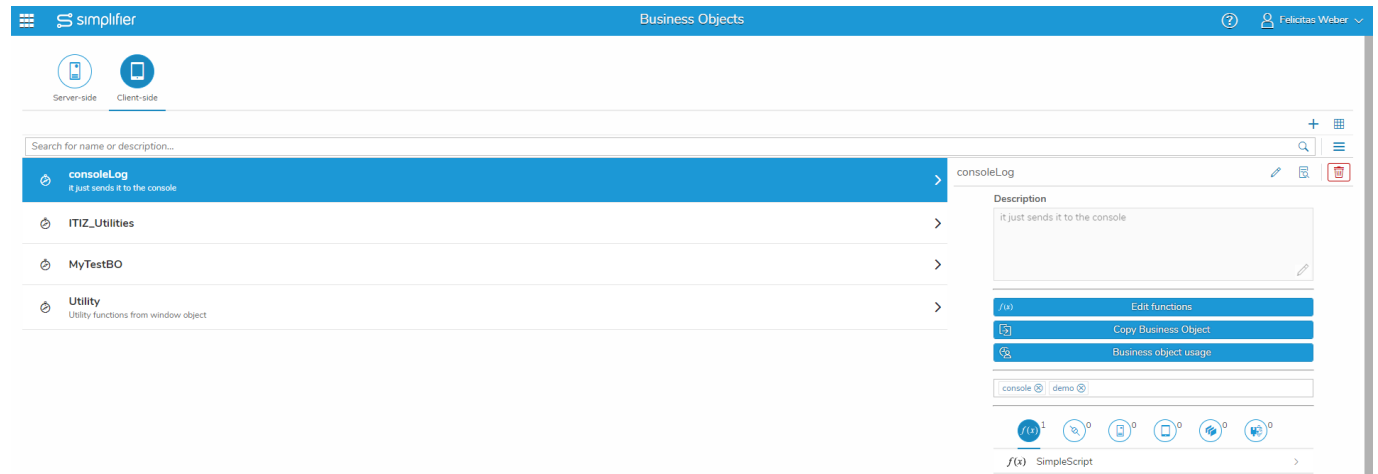 simplifier
Business Objects
Felicitas Weber
Server-side
Client-side
Search for name or description...
consoleLog
it just sends it to the console
ITIZ_Utilities
MyTestBO
Utility
Utility functions from window object
consoleLog
Description
it just sends it to the console
f(x) Edit functions
Copy Business Object
Business object usage
console demo
f(x) 1 0 0 0 0 0
f(x) SimpleScript